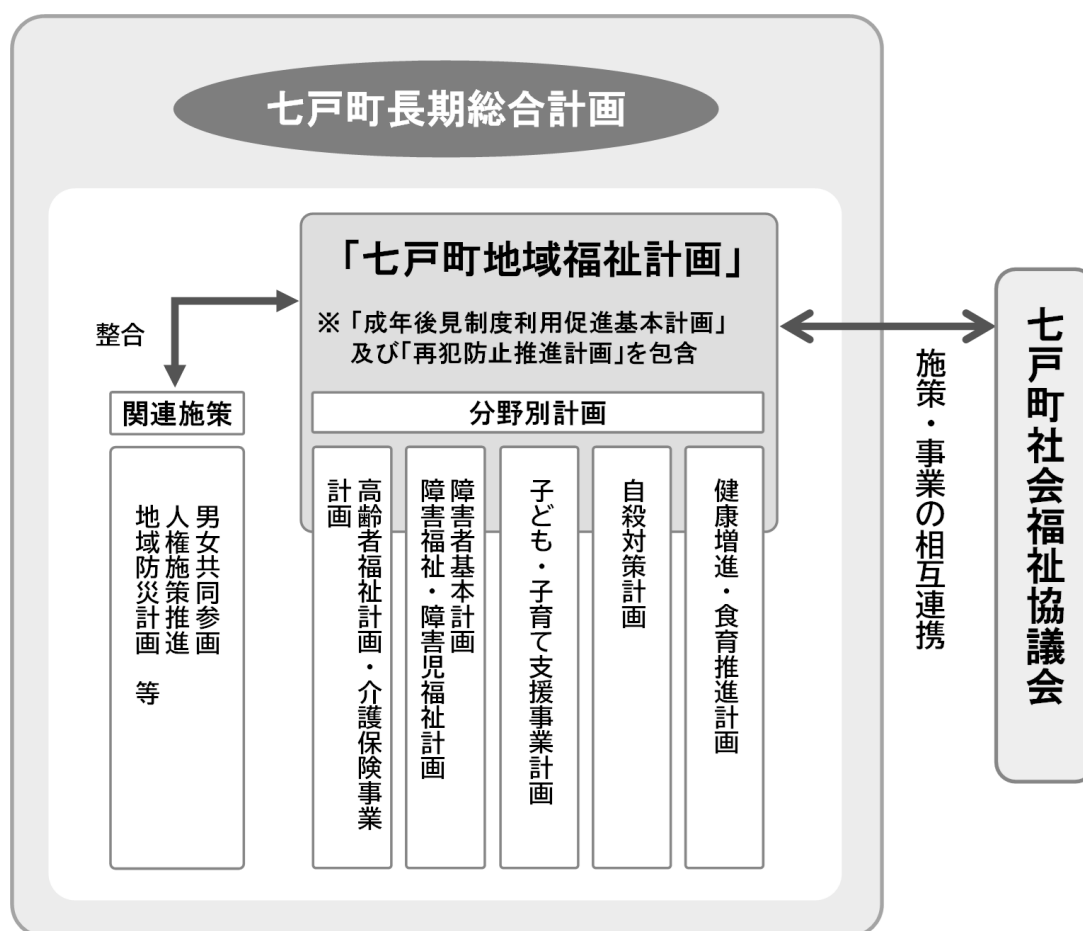 七戸町長期総合計画
「七戸町地域福祉計画」
※「成年後見制度利用促進基本計画」
及び「再犯防止推進計画」を包含
整合
関連施策
男女共同参画
人権施策推進
地域防災計画 等
分野別計画
高齢者福祉計画・介護保険事業
計画
障害者基本計画
障害福祉・障害児福祉計画
子ども・子育て支援事業計画
自殺対策計画
健康増進・食育推進計画
施策・事業の相互連携
七戸町社会福祉協議会